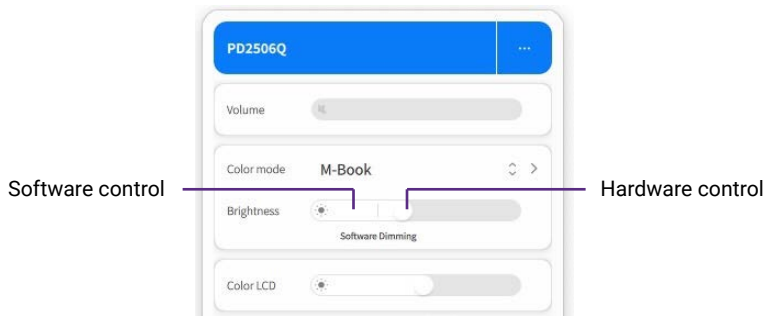 PD2506Q ...
Volume
Color mode M-Book
Software control Hardware control
Brightness
Software Dimming
Color LCD